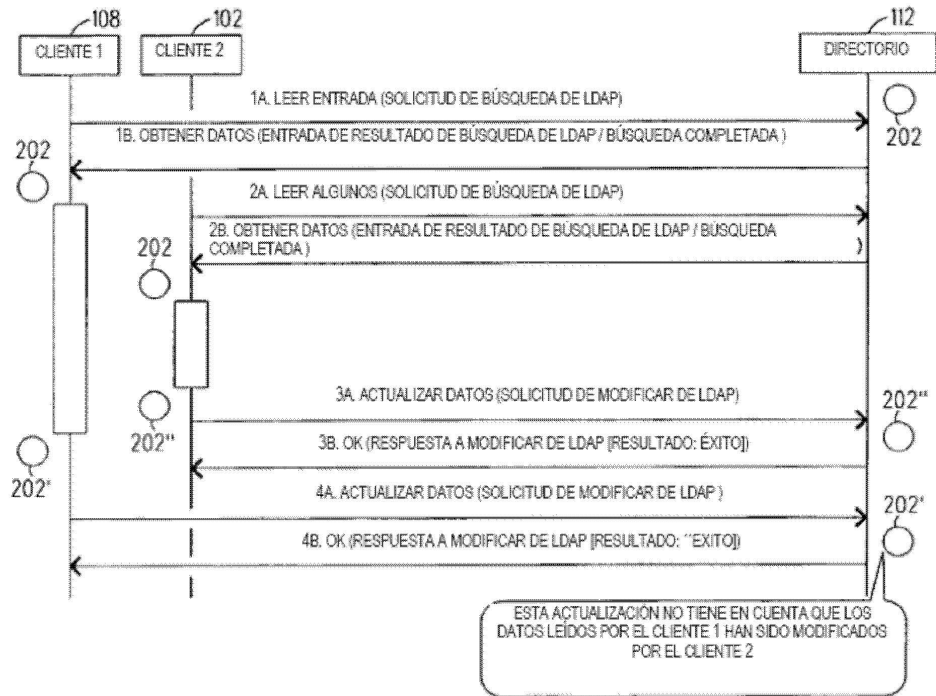 108
102
112
CLIENTE 1
CLIENTE 2
DIRECTORIO
1A. LEER ENTRADA (SOLICITUD DE BÚSQUEDA DE LDAP)
202
1B. OBTENER DATOS (ENTRADA DE RESULTADO DE BÚSQUEDA DE LDAP / BÚSQUEDA COMPLETADA )
202
2A. LEER ALGUNOS (SOLICITUD DE BÚSQUEDA DE LDAP)
2B. OBTENER DATOS (ENTRADA DE RESULTADO DE BÚSQUEDA DE LDAP / BÚSQUEDA
COMPLETADA )
)
202
3A. ACTUALIZAR DATOS (SOLICITUD DE MODIFICAR DE LDAP)
202"
202"
3B. OK (RESPUESTA A MODIFICAR DE LDAP [RESULTADO: ÉXITO])
202'
4A. ACTUALIZAR DATOS (SOLICITUD DE MODIFICAR DE LDAP )
202'
4B. OK (RESPUESTA A MODIFICAR DE LDAP [RESULTADO: ´´EXITO])
ESTA ACTUALIZACIÓN NO TIENE EN CUENTA QUE LOS
DATOS LEÍDOS POR EL CLIENTE 1 HAN SIDO MODIFICADOS
POR EL CLIENTE 2